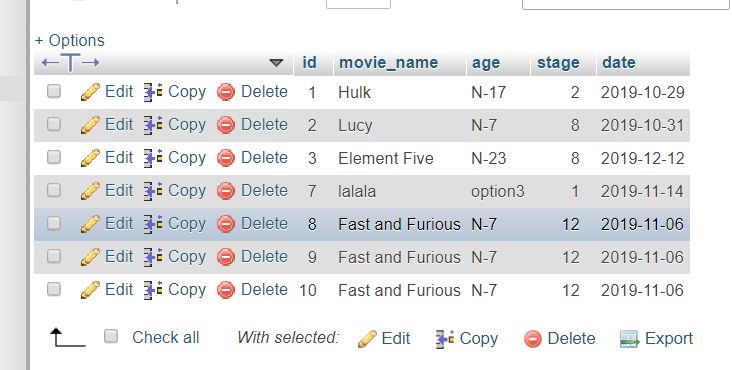 + Options
←T→ id movie_name age stage date
Edit Copy Delete 1 Hulk N-17 2 2019-10-29
Edit Copy Delete 2 Lucy N-7 8 2019-10-31
Edit Copy Delete 3 Element Five N-23 8 2019-12-12
Edit Copy Delete 7 lalala option3 1 2019-11-14
Edit Copy Delete 8 Fast and Furious N-7 12 2019-11-06
Edit Copy Delete 9 Fast and Furious N-7 12 2019-11-06
Edit Copy Delete 10 Fast and Furious N-7 12 2019-11-06
Check all With selected: Edit Copy Delete Export